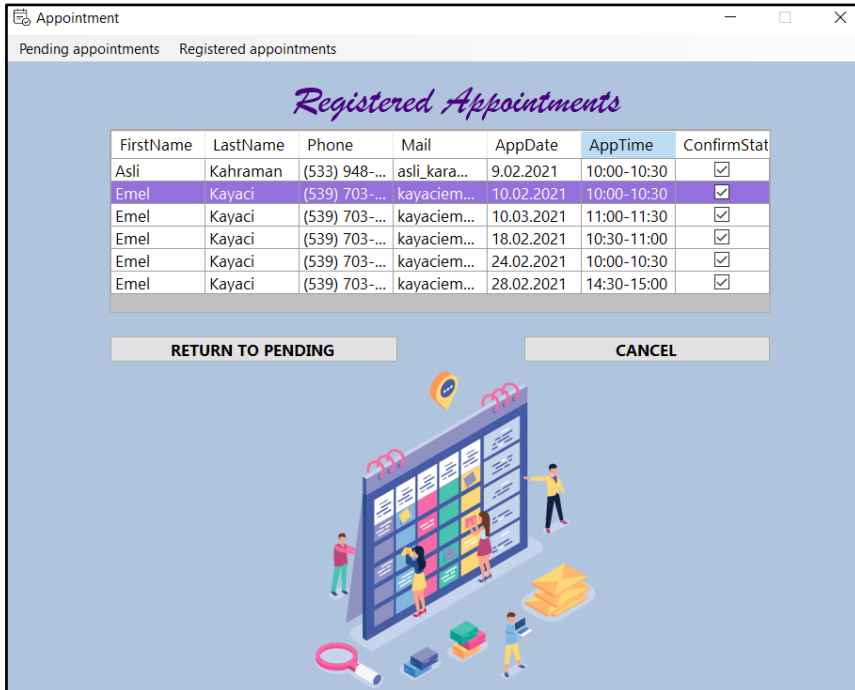 Appointment
Pending appointments Registered appointments
Registered Appointments
FirstName LastName Phone Mail AppDate AppTime ConfirmStat
Asli Kahraman (533) 948-... asli_kara... 9.02.2021 10:00-10:30
Emel Kayaci (539) 703-... kayaciem... 10.02.2021 10:00-10:30
Emel Kayaci (539) 703-... kayaciem... 10.03.2021 11:00-11:30
Emel Kayaci (539) 703-... kayaciem... 18.02.2021 10:30-11:00
Emel Kayaci (539) 703-... kayaciem... 24.02.2021 10:00-10:30
Emel Kayaci (539) 703-... kayaciem... 28.02.2021 14:30-15:00
RETURN TO PENDING CANCEL